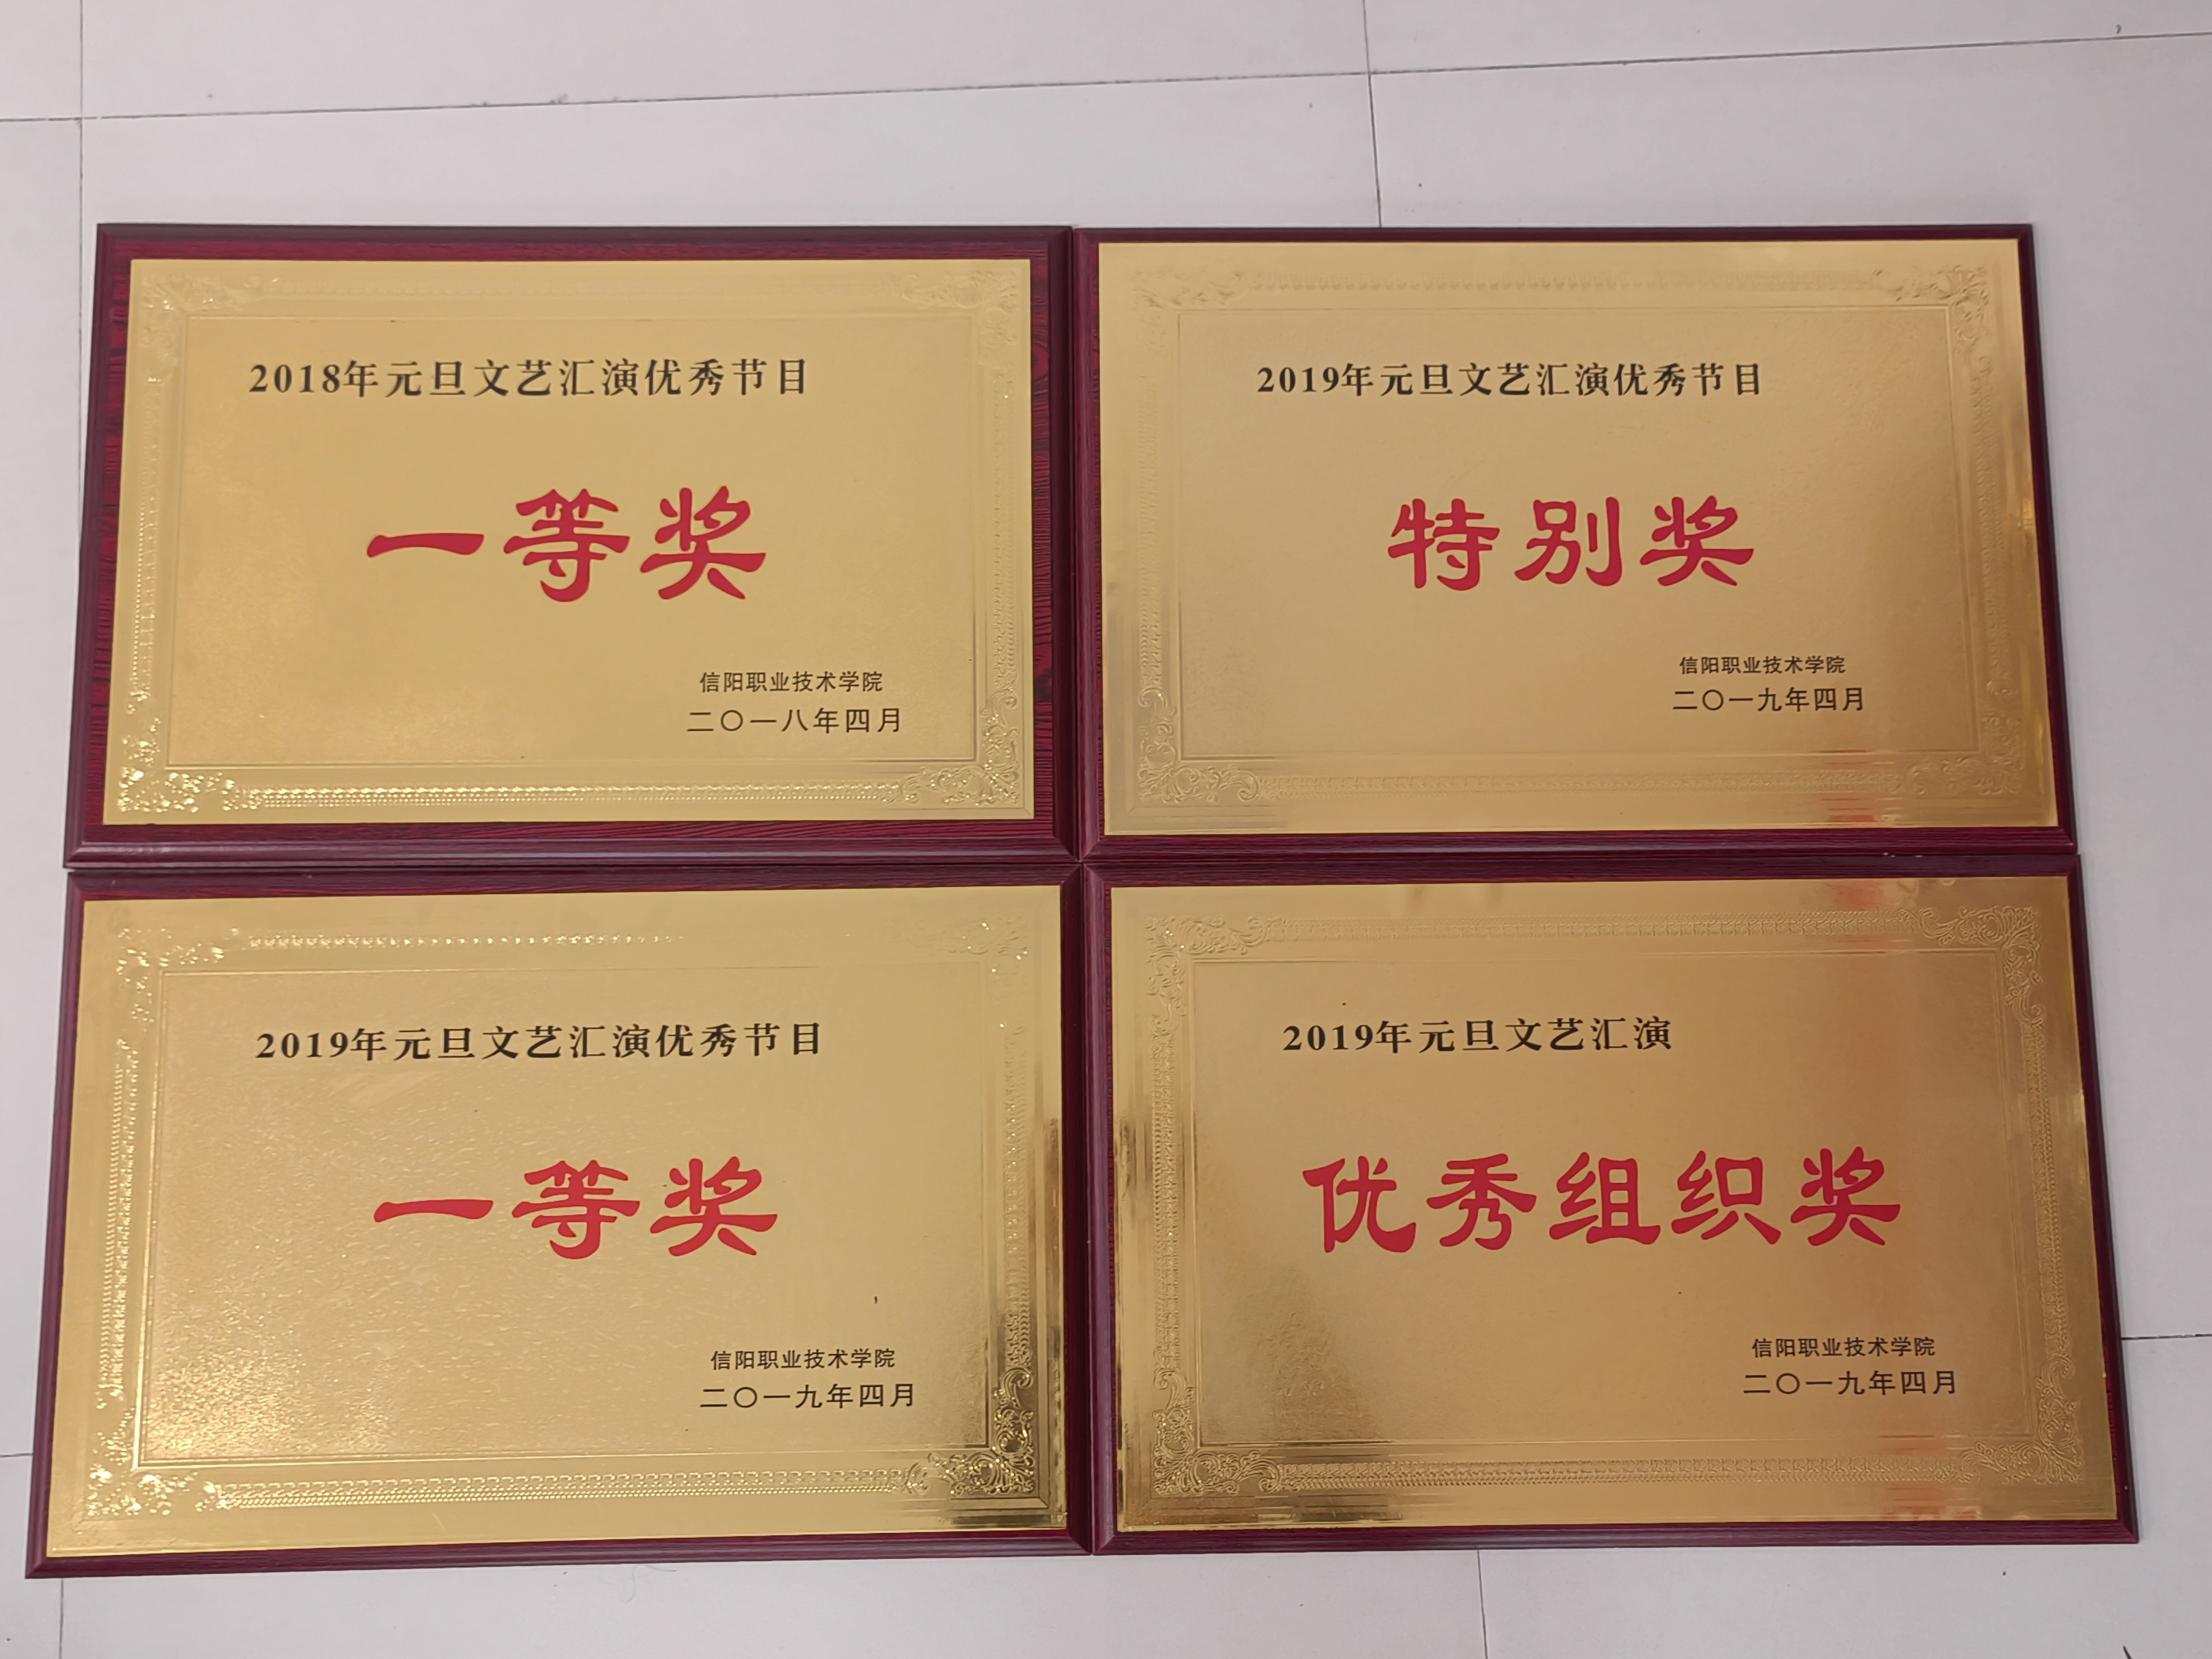 2018年元旦文艺汇演优秀节目
一等奖
信阳职业技术学院
二〇一八年四月
2019年元旦文艺汇演优秀节目
特别奖
信阳职业技术学院
二〇一九年四月
2019年元旦文艺汇演优秀节目
一等奖
信阳职业技术学院
二〇一九年四月
2019年元旦文艺汇演
优秀组织奖
信阳职业技术学院
二〇一九年四月